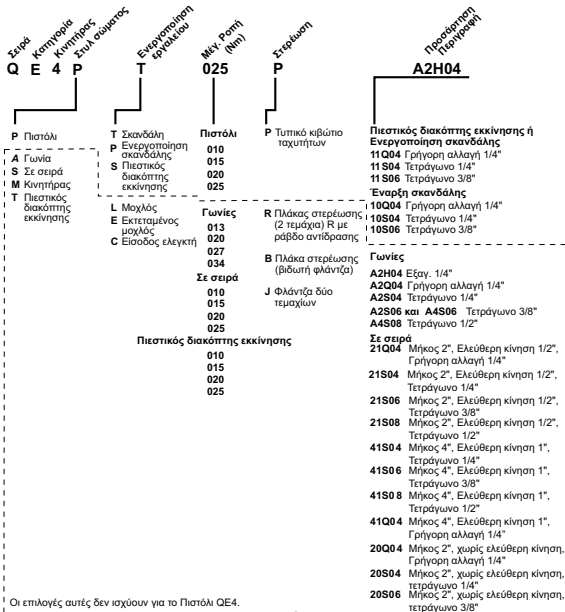 Σειρά
Κατηγορία
Κινητήρας
Στυλ σώματος
Ενεργοποίηση εργαλείου
Μέγ. Ροπή (Nm)
Στερέωση
Προσάρτηση Περιγραφή
Q E 4 P T 025 P A2H04
P Πιστόλι
A Γωνία
S Σε σειρά
M Κινητήρας
T Πιεστικός
διακόπτης
εκκίνησης
T Σκανδάλη
P Ενεργοποίηση
σκανδάλης
S Πιεστικός
διακόπτης
εκκίνησης
L Μοχλός
E Εκτεταμένος
μοχλός
C Είσοδος ελεγκτή
Πιστόλι
010
015
020
025
Γωνίες
013
020
027
034
Σε σειρά
010
015
020
025
Πιεστικός διακόπτης εκκίνησης
010
015
020
025
P Τυπικό κιβώτιο
ταχυτήτων
R Πλάκας στερέωσης
(2 τεμάχια) R με
ράβδο αντίδρασης
B Πλάκα στερέωσης
(βιδωτή φλάντζα)
J Φλάντζα δύο
τεμαχίων
Πιεστικός διακόπτης εκκίνησης ή
Ενεργοποίηση σκανδάλης
11Q04 Γρήγορη αλλαγή 1/4"
11S04 Τετράγωνο 1/4"
11S06 Τετράγωνο 3/8"
Έναρξη σκανδάλης
10Q04 Γρήγορη αλλαγή 1/4"
10S04 Τετράγωνο 1/4"
10S06 Τετράγωνο 3/8"
Γωνίες
A2H04 Εξαγ. 1/4"
A2Q04 Γρήγορη αλλαγή 1/4"
A2S04 Τετράγωνο 1/4"
A2S06 και A4S06 Τετράγωνο 3/8"
A4S08 Τετράγωνο 1/2"
Σε σειρά
21Q04 Μήκος 2", Ελεύθερη κίνηση 1/2",
Γρήγορη αλλαγή 1/4"
21S04 Μήκος 2", Ελεύθερη κίνηση 1/2",
Τετράγωνο 1/4"
21S06 Μήκος 2", Ελεύθερη κίνηση 1/2",
Τετράγωνο 3/8"
21S08 Μήκος 2", Ελεύθερη κίνηση 1/2",
Τετράγωνο 1/2"
41S04 Μήκος 4", Ελεύθερη κίνηση 1",
Τετράγωνο 1/4"
41S06 Μήκος 4", Ελεύθερη κίνηση 1",
Τετράγωνο 3/8"
41S08 Μήκος 4", Ελεύθερη κίνηση 1",
Τετράγωνο 1/2"
41Q04 Μήκος 4", Ελεύθερη κίνηση 1",
Γρήγορη αλλαγή 1/4"
20Q04 Μήκος 2", χωρίς ελεύθερη κίνηση,
Γρήγορη αλλαγή 1/4"
20S04 Μήκος 2", χωρίς ελεύθερη κίνηση,
τετράγωνο 1/4"
20S06 Μήκος 2", χωρίς ελεύθερη κίνηση,
τετράγωνο 3/8"
Οι επιλογές αυτές δεν ισχύουν για το Πιστόλι QE4.